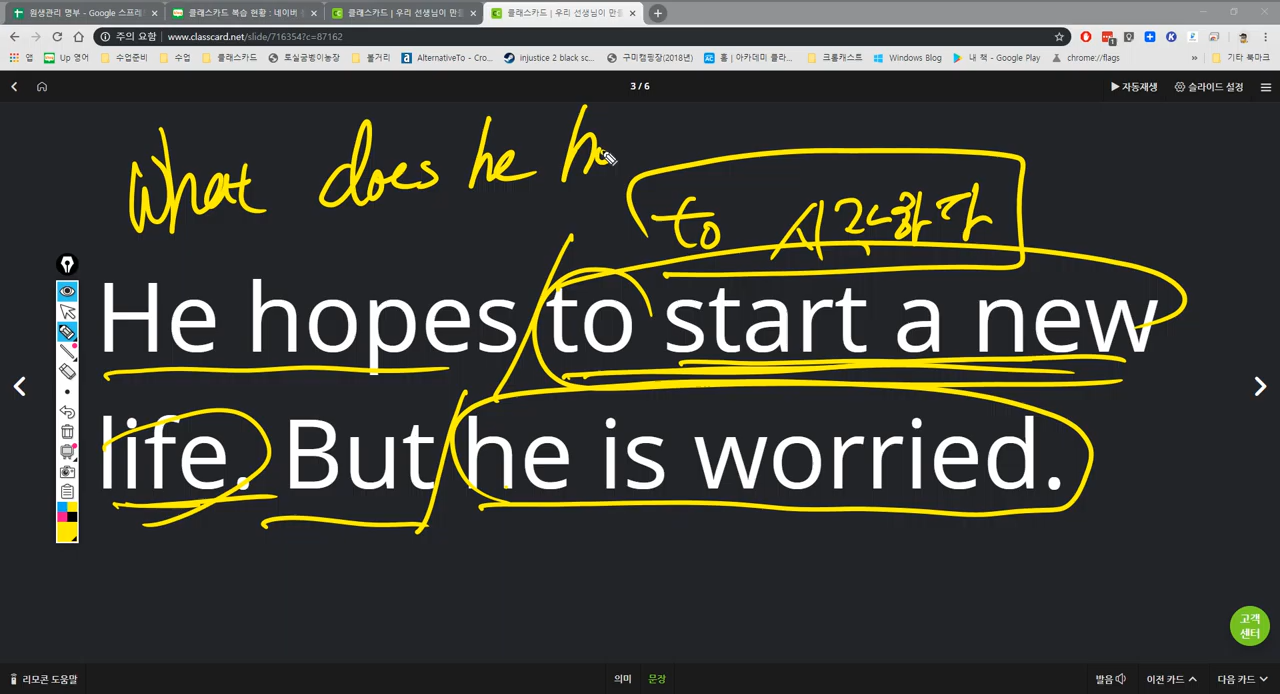 원생관리 명부 - Google 스프레
클래스카드 복습 현황 : 네이버
클래스카드 | 우리 선생님이 만들
클래스카드 | 우리 선생님이 만들
주의 요함 | www.classcard.net/slide/716354?c=87162
앱 Up 영어 수업준비 수업 클래스카드 토실공병이농장 볼거리 AlternativeTo - Cro... injustice 2 black sc... 구미캠핑장(2018년) 홈 | 아카데미 클라... 크롬캐스트 Windows Blog 내 책 - Google Play chrome://flags » 기타 북마크
3 / 6
자동재생 슬라이드 설정
What does he ho
to 시작하다
He hopes to start a new
life. But he is worried.
고객
센터
리모콘 도움말 의미 문장 발음 이전 카드 다음 카드